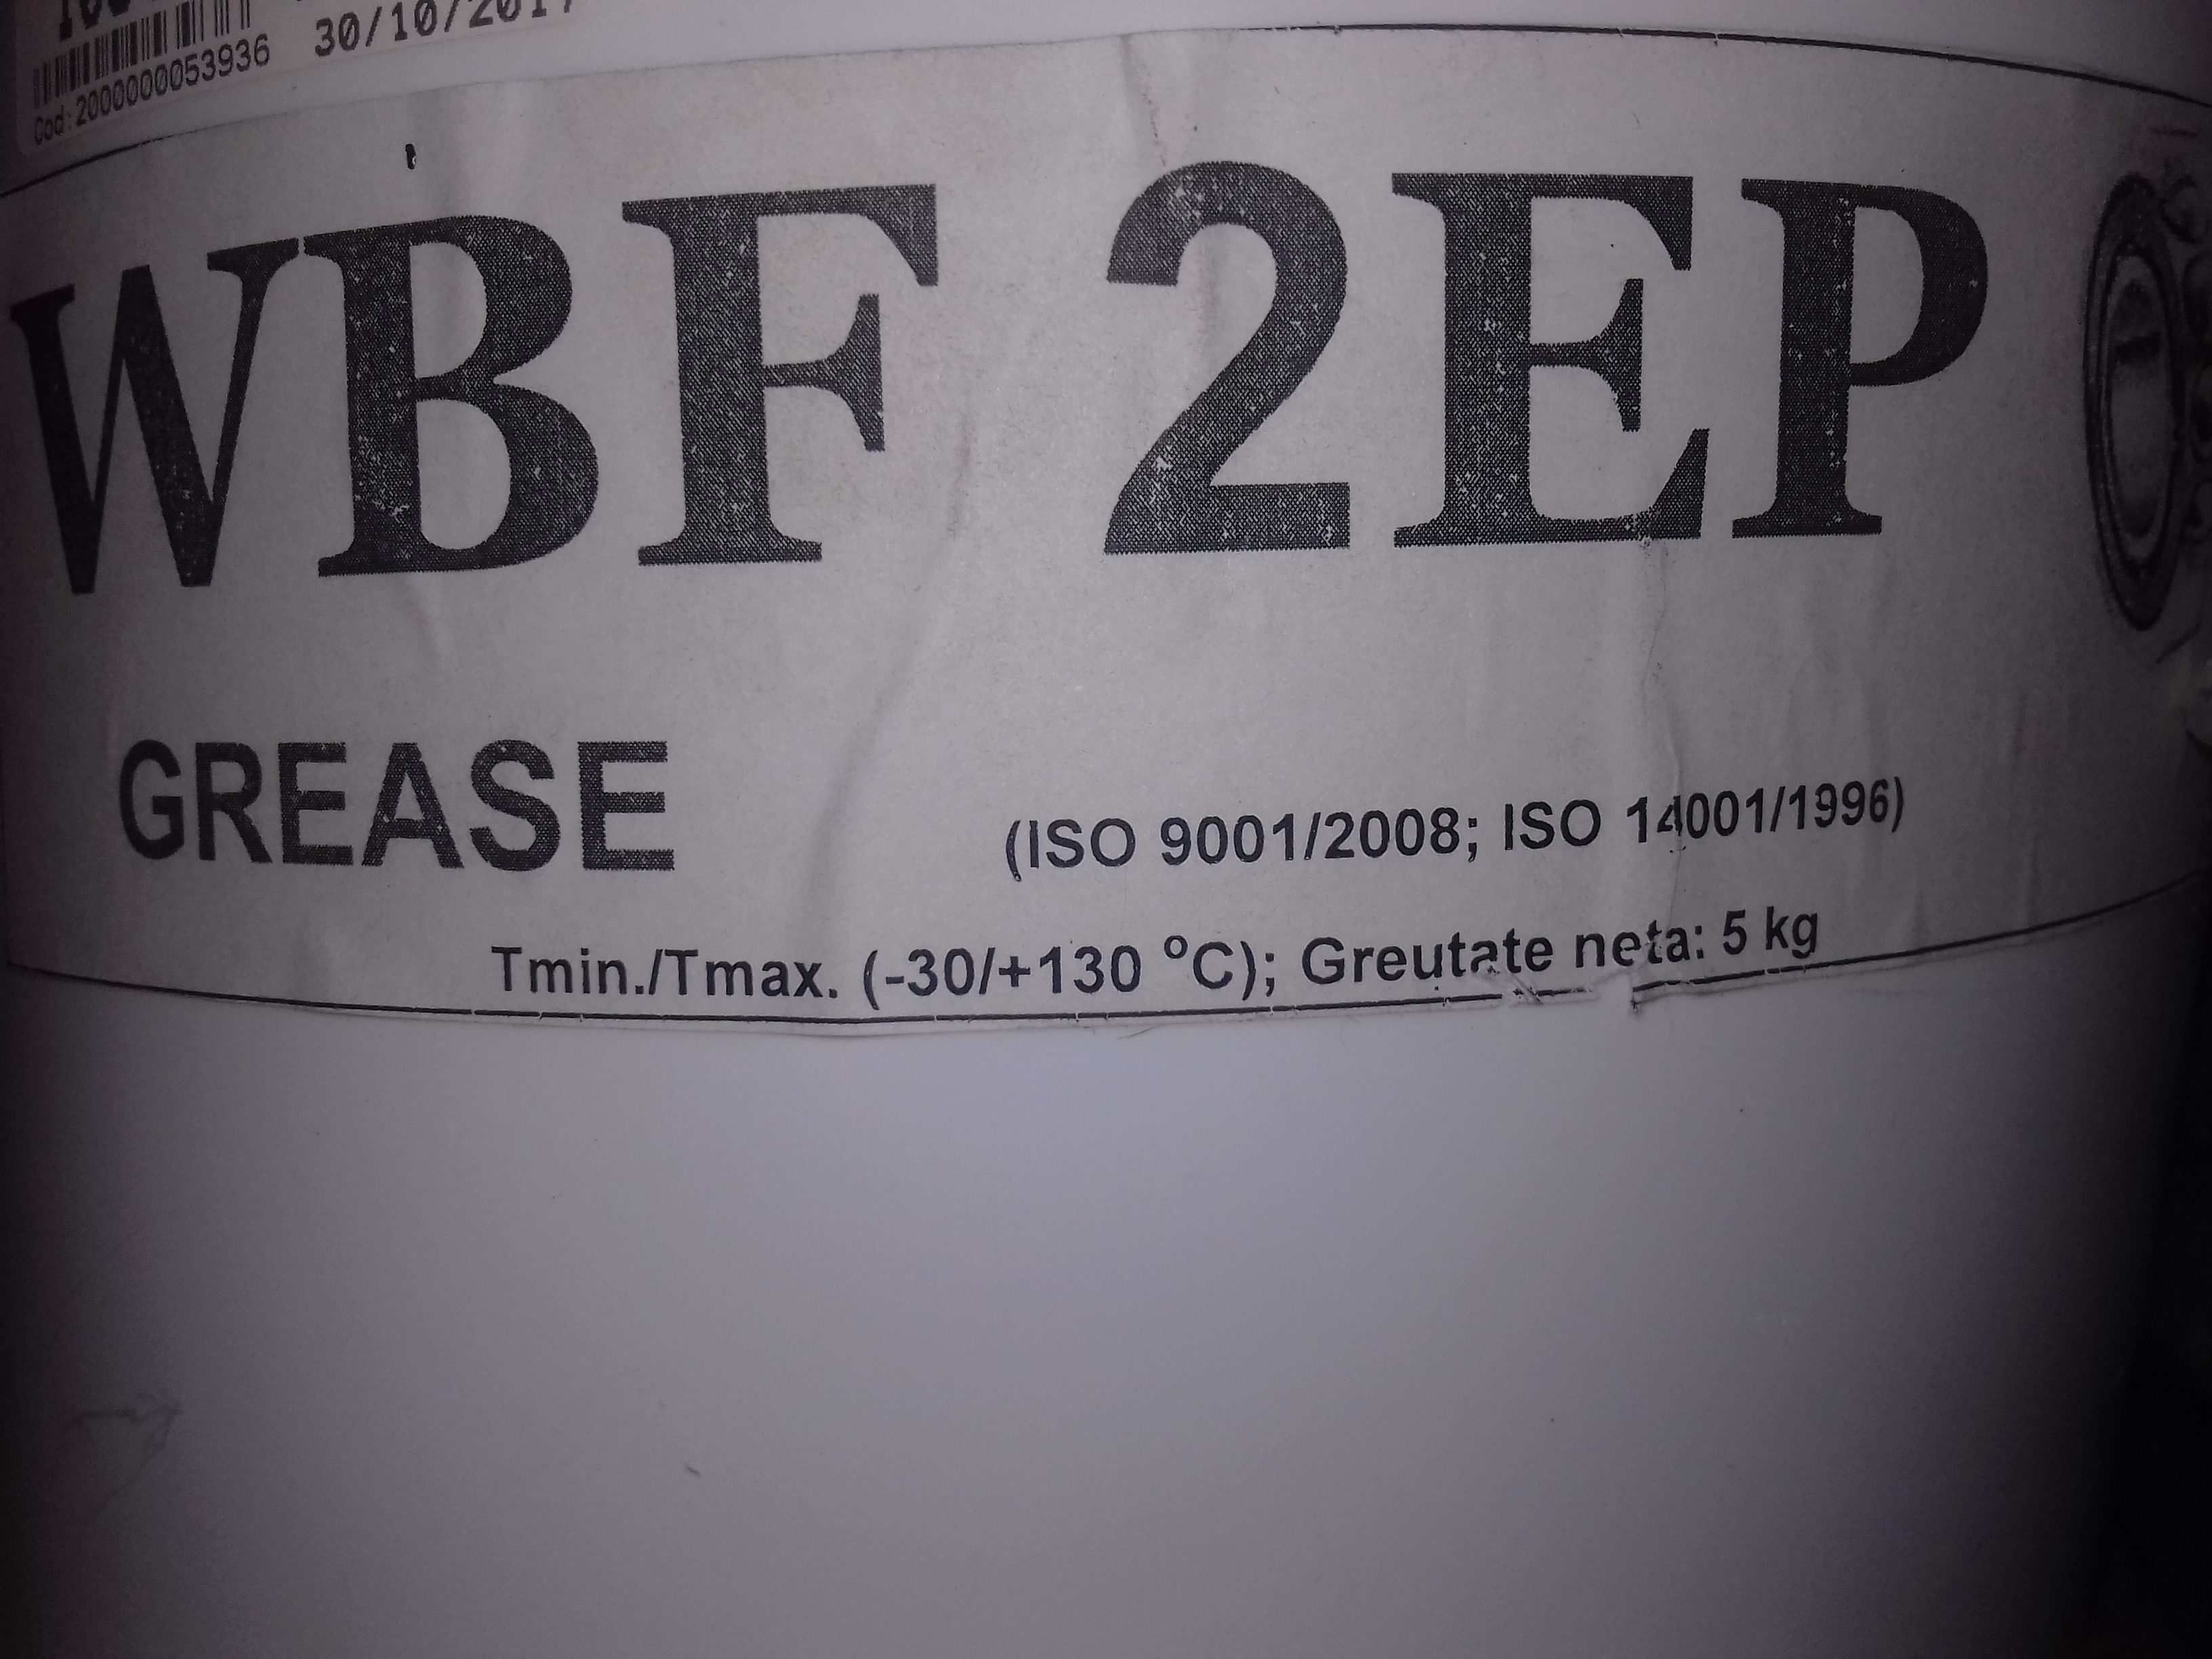 30/10/2017
Cod:2000000053936
WBF 2EP
GREASE
(ISO 9001/2008; ISO 14001/1996)
Tmin./Tmax. (-30/+130 °C); Greutate neta: 5 kg